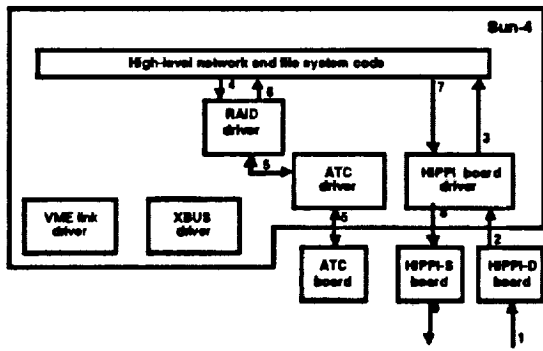 Sun-4
High-level network and file system code
4
6
7
3
RAID
driver
5
ATC
driver
HIPPI board
driver
VME link
driver
XBUS
driver
5
8
2
ATC
board
HIPPI-S
board
HIPPI-D
board
1